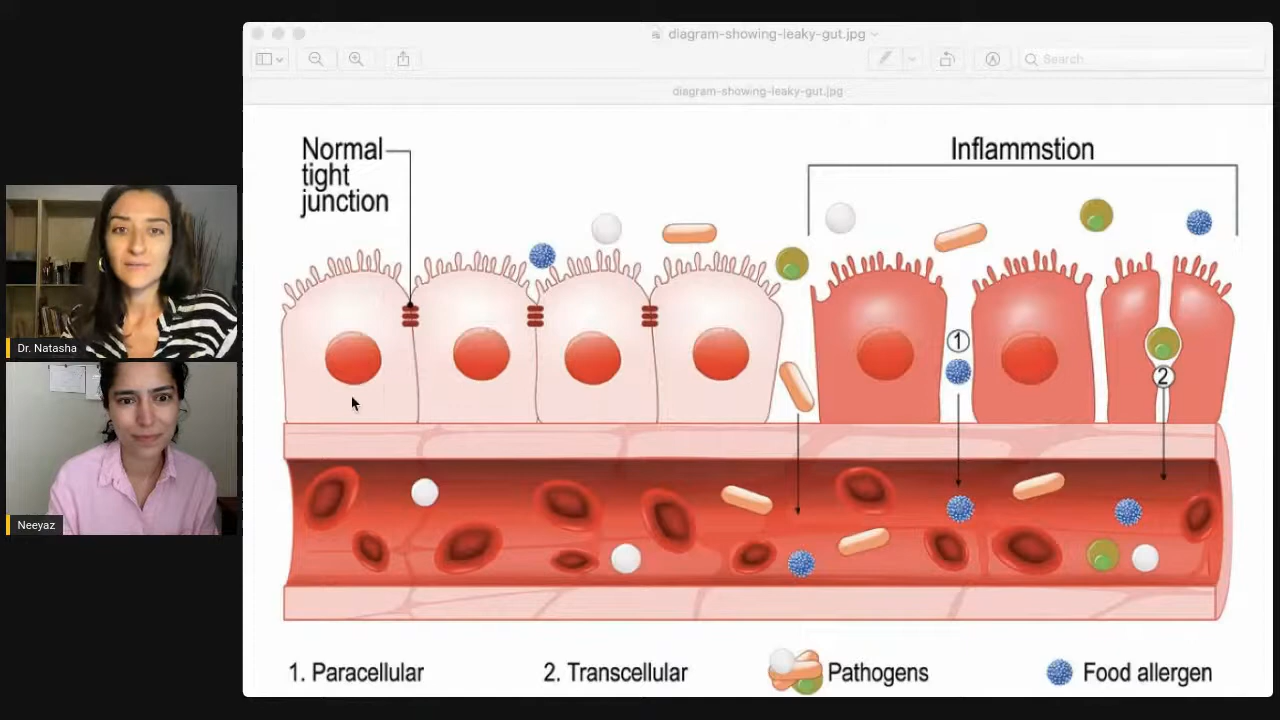 diagram-showing-leaky-gut.jpg
Search
diagram-showing-leaky-gut.jpg
Normal
tight
junction
Inflammstion
1
2
Dr. Natasha
Neeyaz
1. Paracellular
2. Transcellular
Pathogens
Food allergen